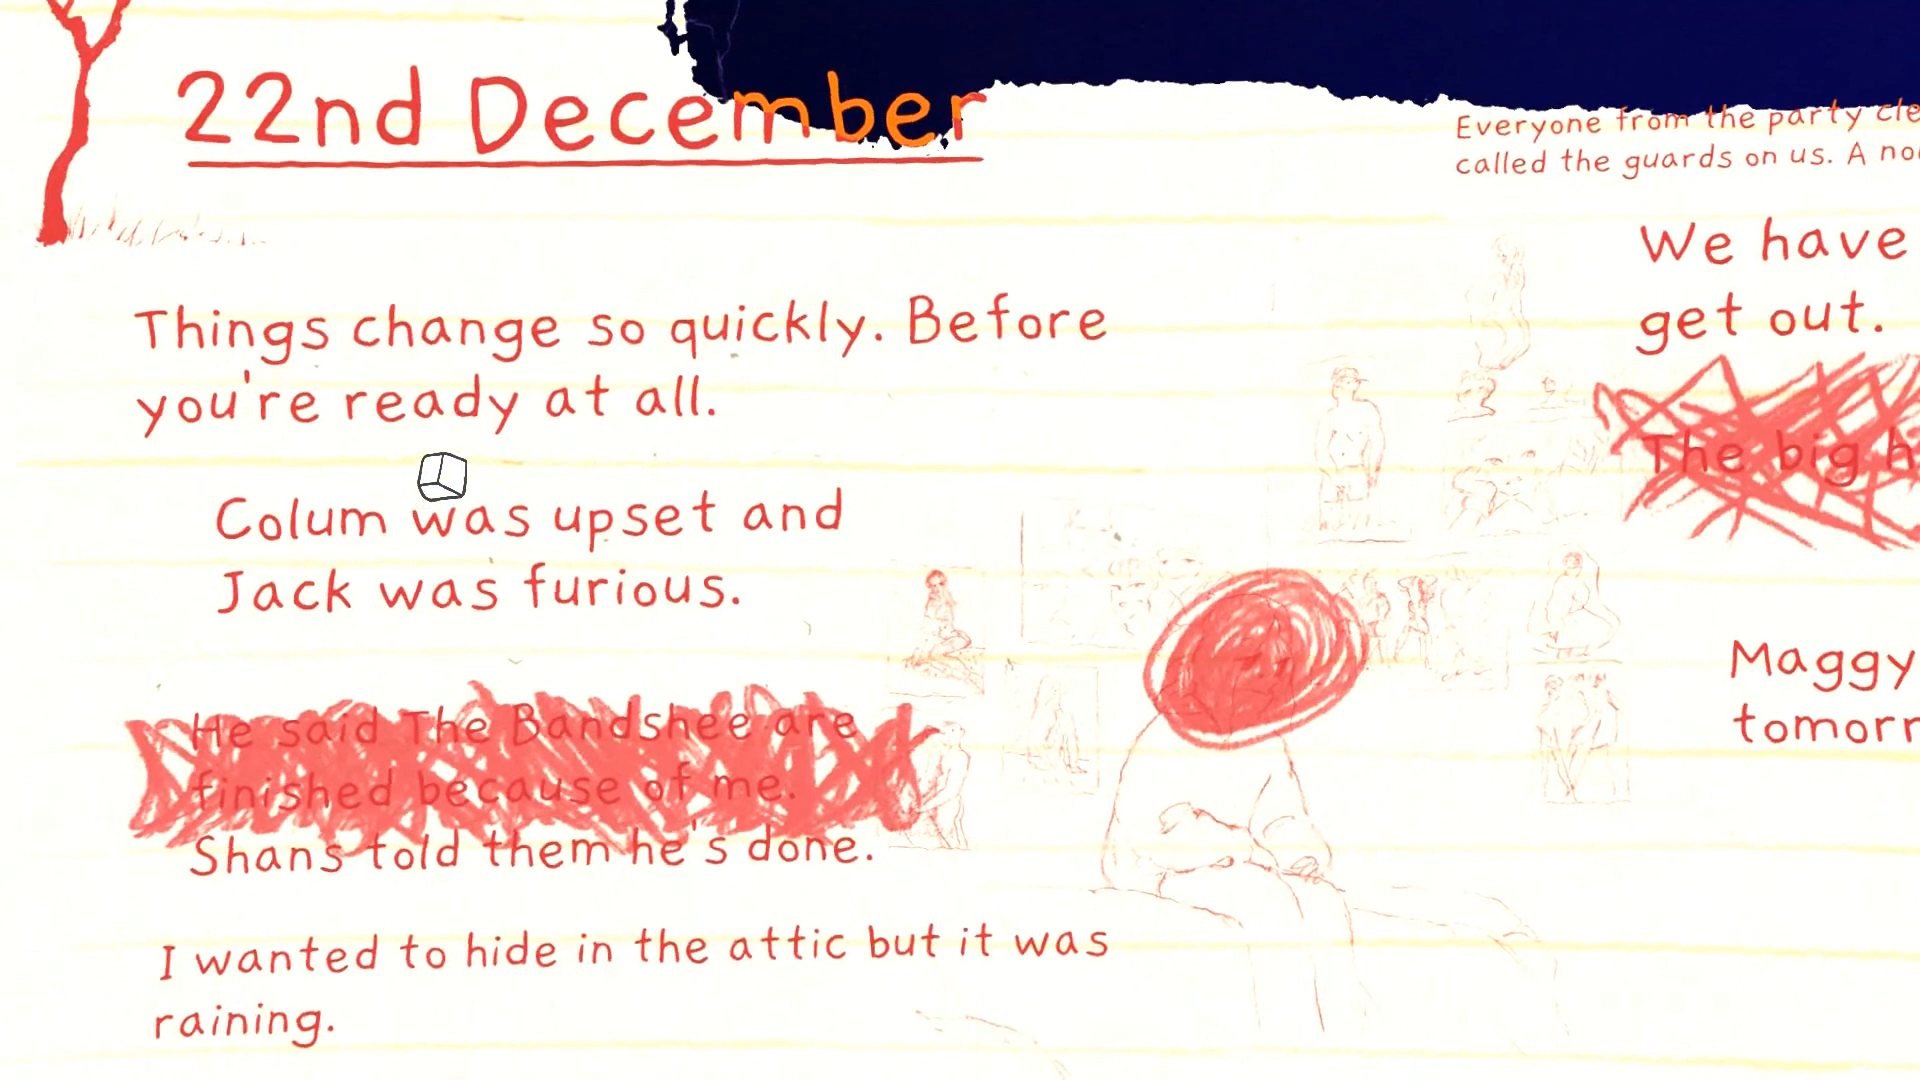 22nd December
Things change so quickly. Before
you're ready at all.
Colum was upset and
Jack was furious.
He said The Bandshee are
finished because of me.
Shans told them he's done.
I wanted to hide in the attic but it was
raining.
Everyone from the party cle
called the guards on us. A no
We have
get out.
The big h
Maggy
tomorr